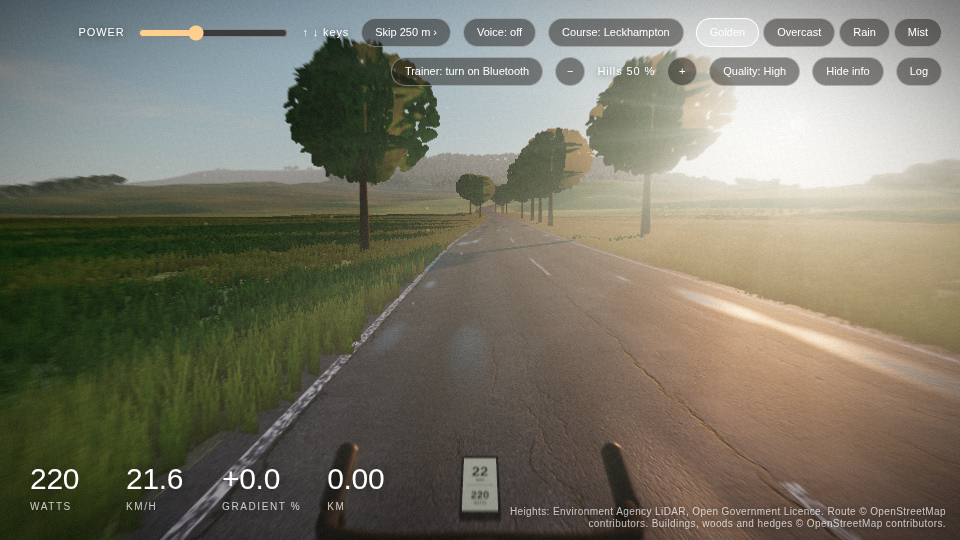 POWER ↑ ↓ keys Skip 250 m › Voice: off Course: Leckhampton Golden Overcast Rain Mist
Trainer: turn on Bluetooth − Hills 50 % + Quality: High Hide info Log
220 21.6 +0.0 0.00
WATTS KM/H GRADIENT % KM
22
220
Heights: Environment Agency LiDAR, Open Government Licence. Route © OpenStreetMap
contributors. Buildings, woods and hedges © OpenStreetMap contributors.